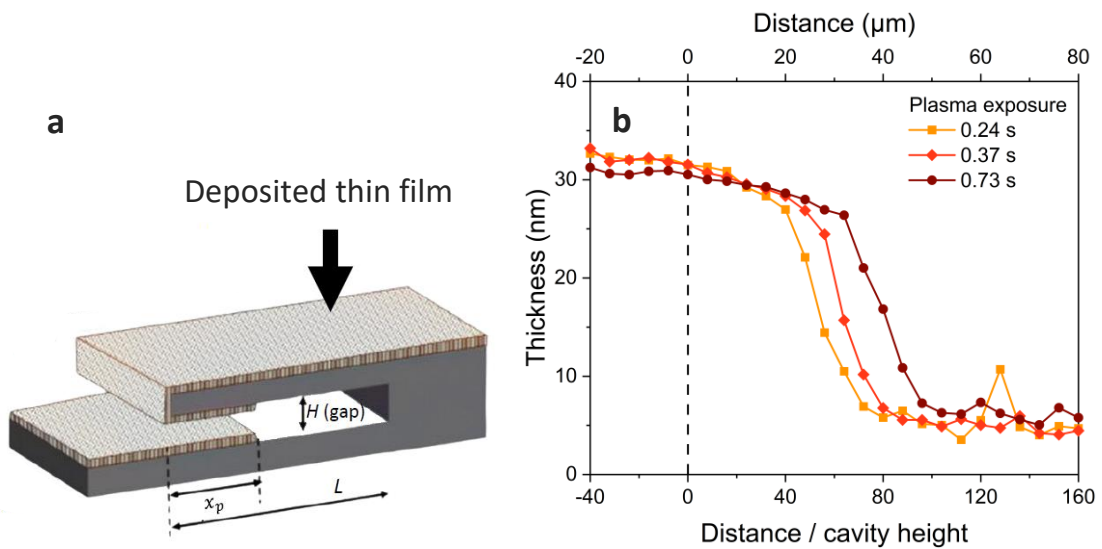 a
Deposited thin film
H (gap)
x_p
L
Distance (µm)
-20 0 20 40 60 80
b
Plasma exposure
0.24 s
0.37 s
0.73 s
Thickness (nm)
40
30
20
10
0
-40 0 40 80 120 160
Distance / cavity height